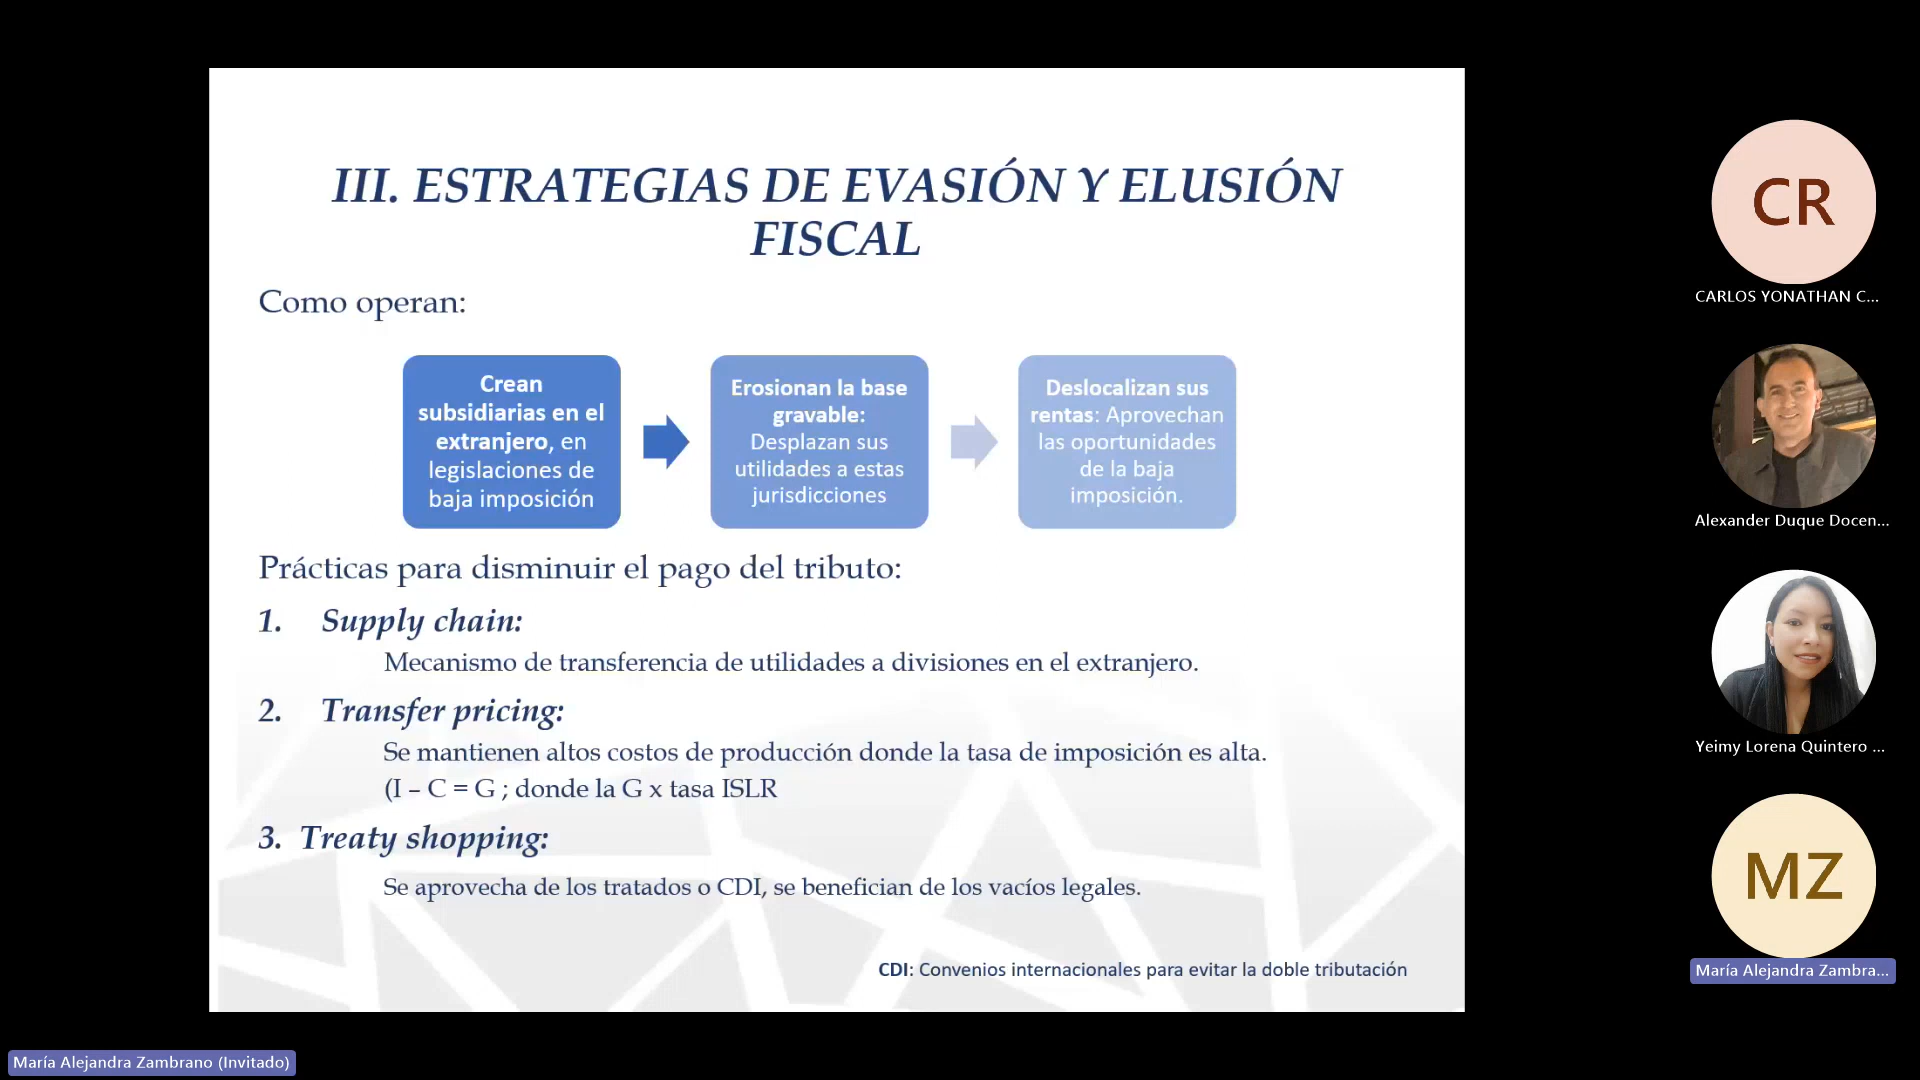 III. ESTRATEGIAS DE EVASIÓN Y ELUSIÓN
FISCAL
Como operan:
Crean
subsidiarias en el
extranjero, en
legislaciones de
baja imposición
Erosionan la base
gravable:
Desplazan sus
utilidades a estas
jurisdicciones
Deslocalizan sus
rentas: Aprovechan
las oportunidades
de la baja
imposición.
Prácticas para disminuir el pago del tributo:
1. Supply chain:
Mecanismo de transferencia de utilidades a divisiones en el extranjero.
2. Transfer pricing:
Se mantienen altos costos de producción donde la tasa de imposición es alta.
(I – C = G ; donde la G x tasa ISLR
3. Treaty shopping:
Se aprovecha de los tratados o CDI, se benefician de los vacíos legales.
CDI: Convenios internacionales para evitar la doble tributación
CR
CARLOS YONATHAN C...
Alexander Duque Docen...
Yeimy Lorena Quintero ...
MZ
María Alejandra Zambra...
María Alejandra Zambrano (Invitado)